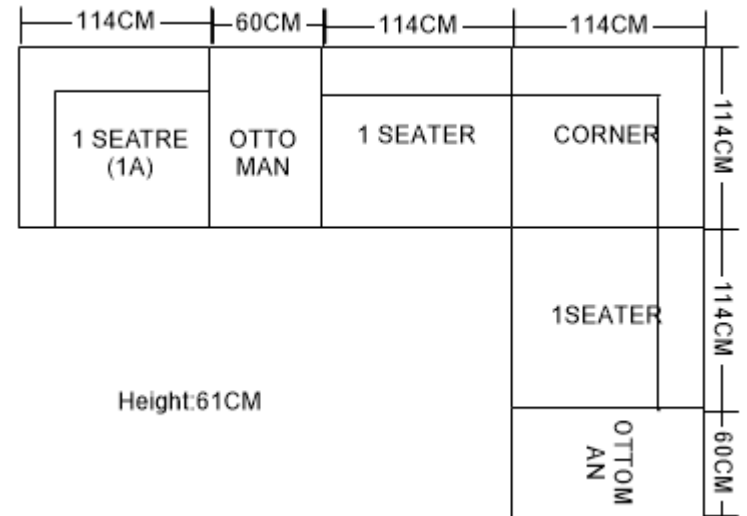 114CM
60CM
114CM
114CM
1 SEATRE
(1A)
OTTO
MAN
1 SEATER
CORNER
114CM
1SEATER
114CM
Height:61CM
OTTOM
AN
60CM